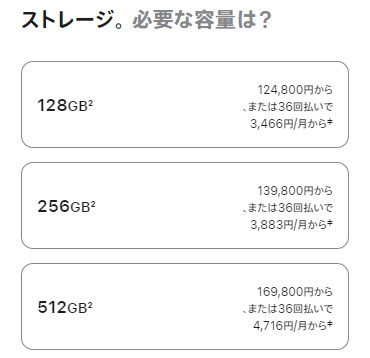 ストレージ。必要な容量は？
128GB²
124,800円から
、または36回払いで
3,466円/月から‡
256GB²
139,800円から
、または36回払いで
3,883円/月から‡
512GB²
169,800円から
、または36回払いで
4,716円/月から‡